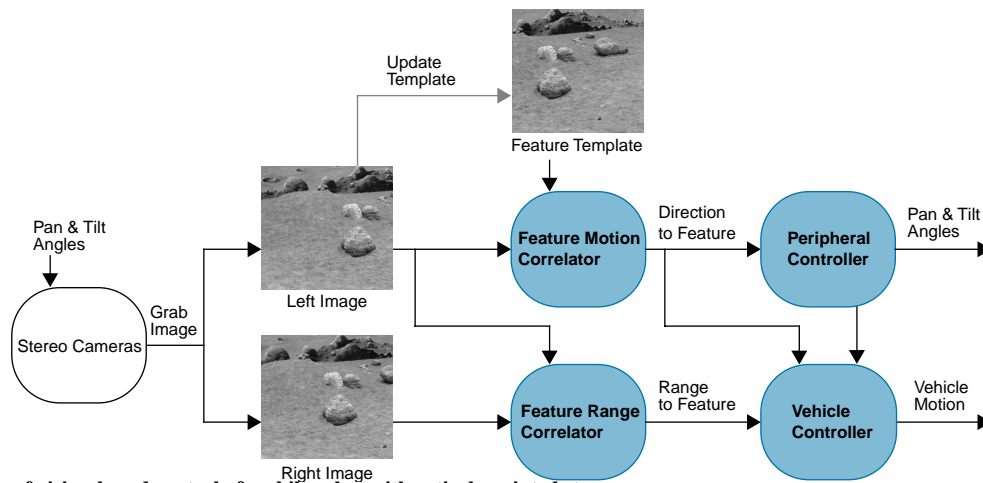 Update
Template
Feature Template
Pan & Tilt
Angles
Stereo Cameras
Grab
Image
Left Image
Right Image
Feature Motion
Correlator
Direction
to Feature
Peripheral
Controller
Pan & Tilt
Angles
Feature Range
Correlator
Range
to Feature
Vehicle
Controller
Vehicle
Motion